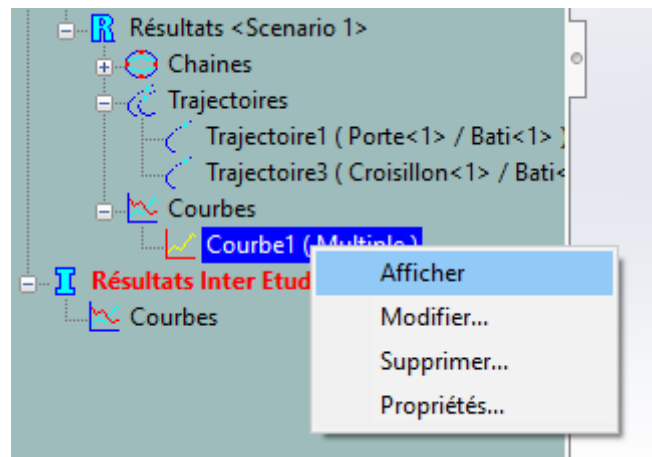 Résultats <Scenario 1>
Chaines
Trajectoires
Trajectoire1 ( Porte<1> / Bati<1> )
Trajectoire3 ( Croisillon<1> / Bati<
Courbes
Courbe1 ( Multiple )
Résultats Inter Etud
Courbes
Afficher
Modifier...
Supprimer...
Propriétés...